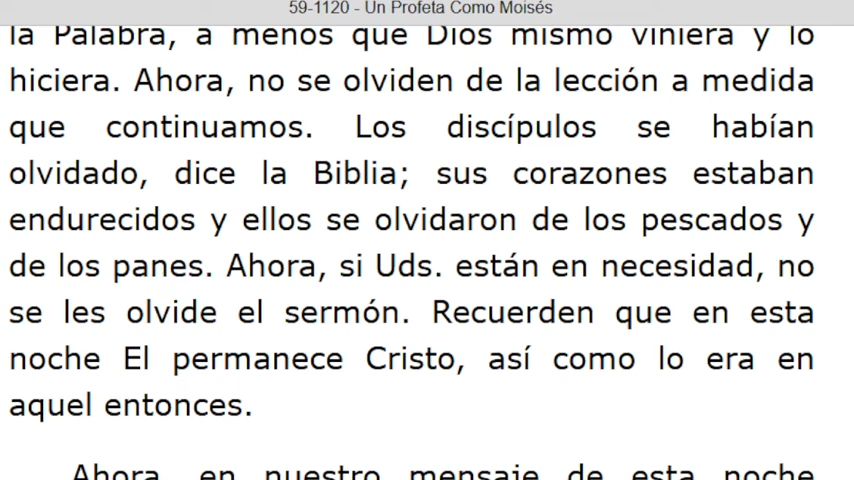 59-1120 - Un Profeta Como Moisés
la Palabra, a menos que Dios mismo viniera y lo
hiciera. Ahora, no se olviden de la lección a medida
que continuamos. Los discípulos se habían
olvidado, dice la Biblia; sus corazones estaban
endurecidos y ellos se olvidaron de los pescados y
de los panes. Ahora, si Uds. están en necesidad, no
se les olvide el sermón. Recuerden que en esta
noche El permanece Cristo, así como lo era en
aquel entonces.
Ahora, en nuestro mensaje de esta noche